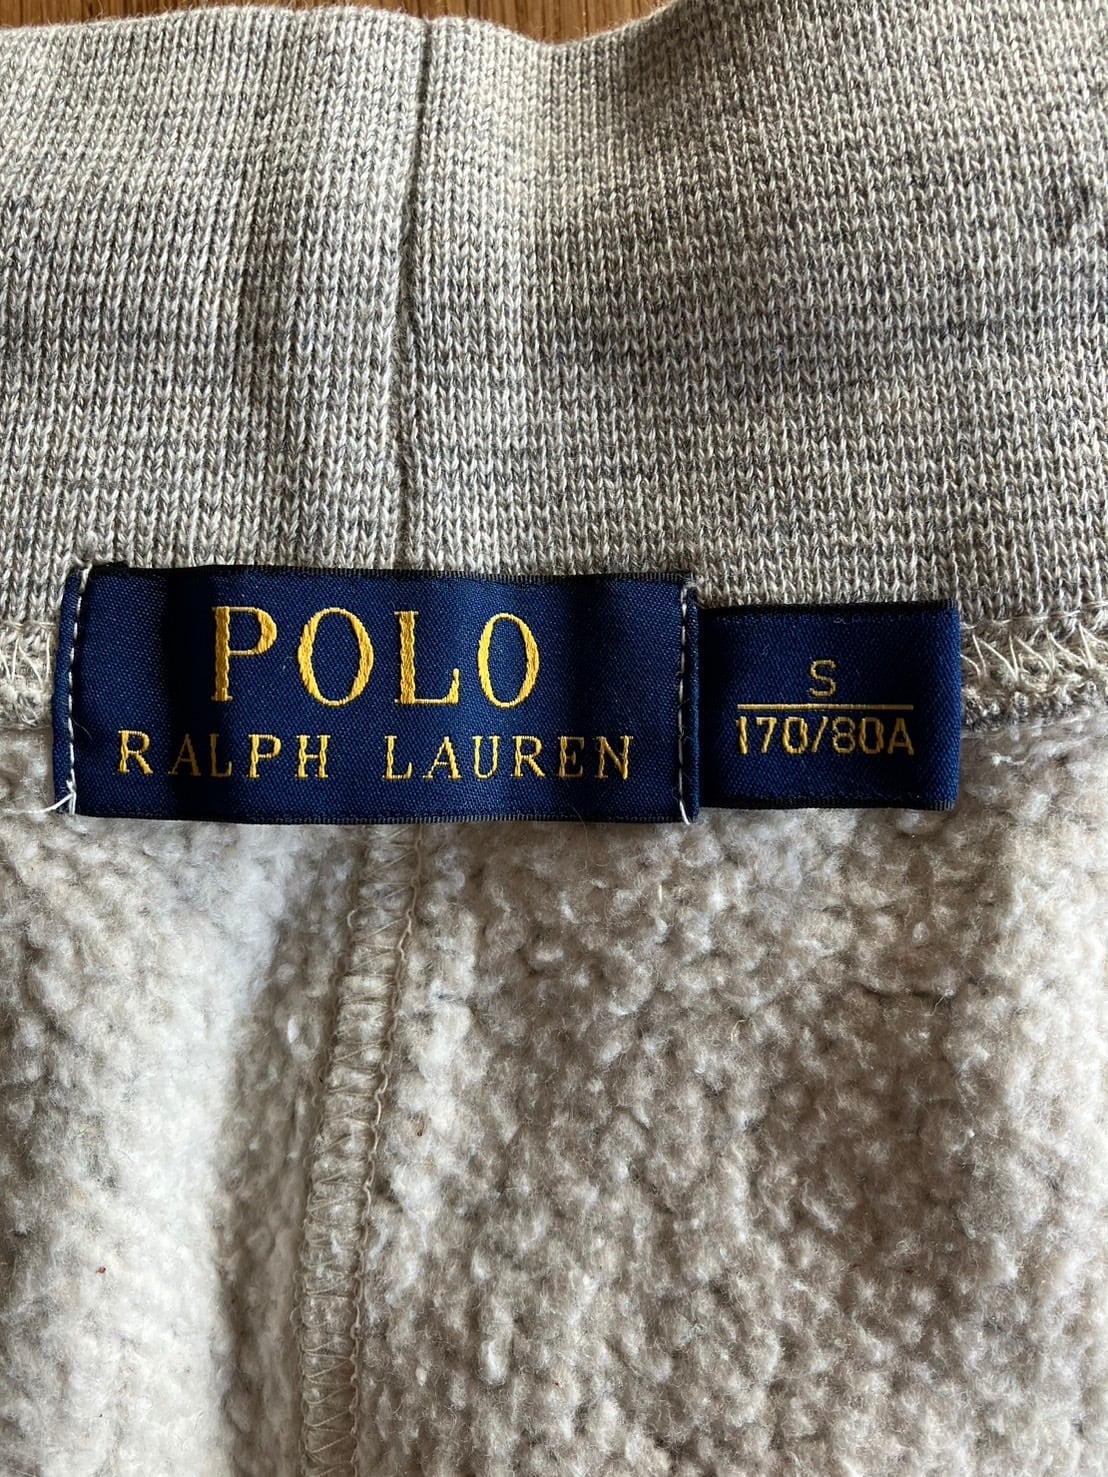 POLO
RALPH LAUREN
S
170/80A